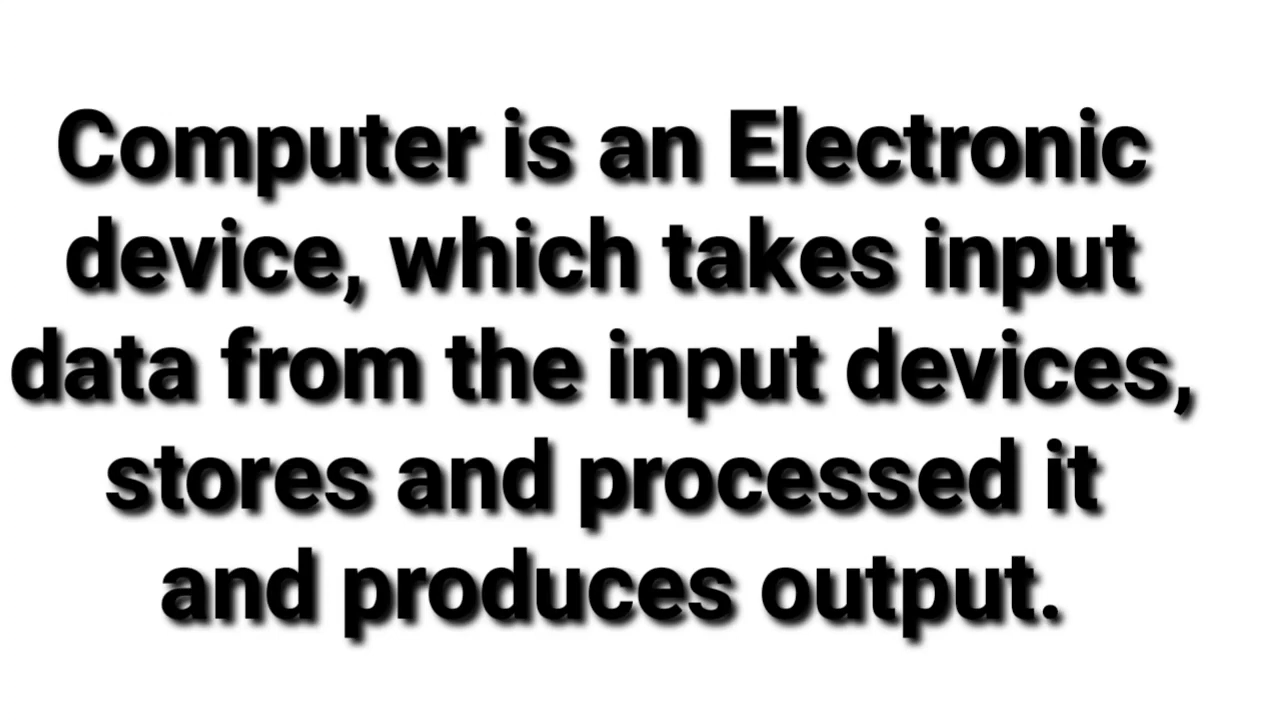 Computer is an Electronic
device, which takes input
data from the input devices,
stores and processed it
and produces output.